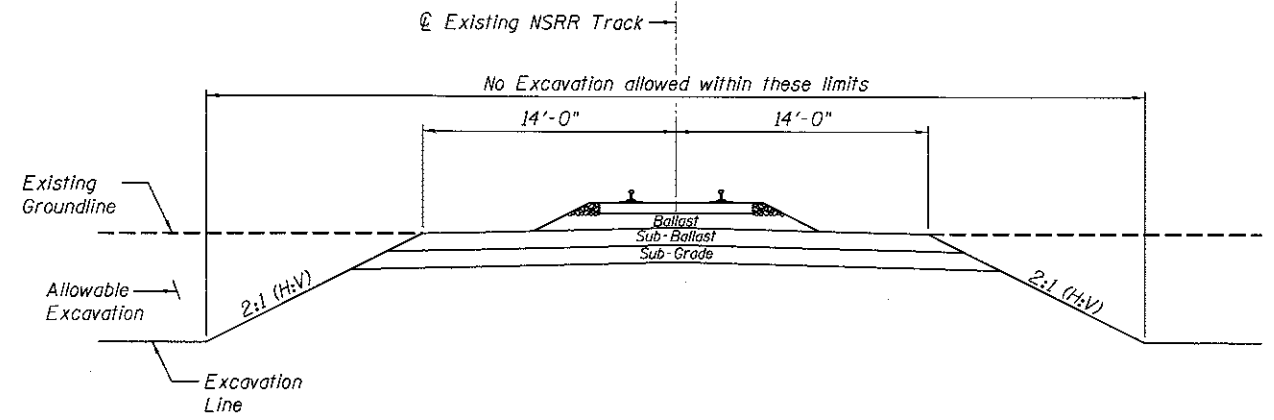 ℄ Existing NSRR Track
No Excavation allowed within these limits
14'-0" 14'-0"
Existing
Groundline
Ballast
Sub-Ballast
Sub-Grade
Allowable
Excavation
2:1 (H:V) 2:1 (H:V)
Excavation
Line